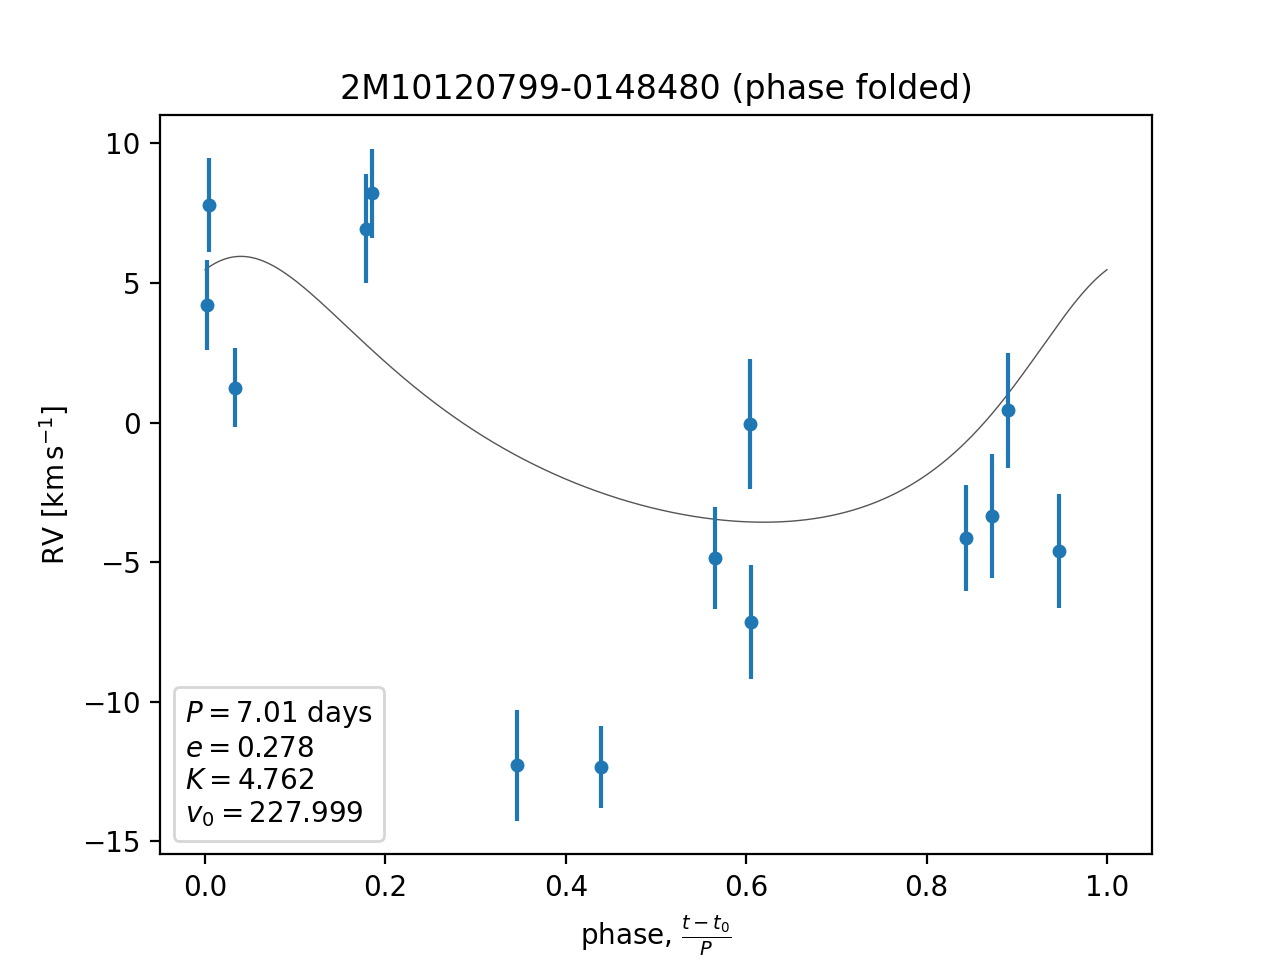 2M10120799-0148480 (phase folded)
RV [km s⁻¹]
10
5
0
−5
−10
−15
P = 7.01 days
e = 0.278
K = 4.762
v₀ = 227.999
0.0 0.2 0.4 0.6 0.8 1.0
phase, (t − t₀)/P